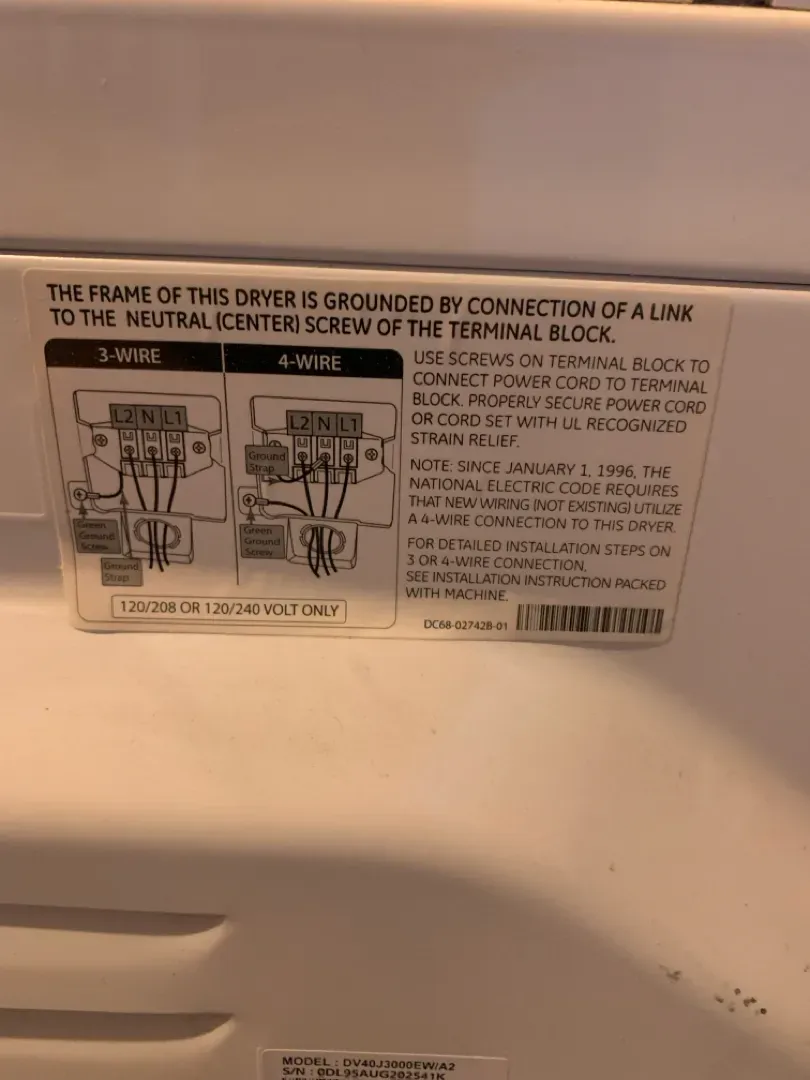 THE FRAME OF THIS DRYER IS GROUNDED BY CONNECTION OF A LINK
TO THE NEUTRAL (CENTER) SCREW OF THE TERMINAL BLOCK.
3-WIRE
L2 N L1
Green
Ground
Screw
Ground
Strap
4-WIRE
L2 N L1
Ground
Strap
Green
Ground
Screw
120/208 OR 120/240 VOLT ONLY
USE SCREWS ON TERMINAL BLOCK TO
CONNECT POWER CORD TO TERMINAL
BLOCK. PROPERLY SECURE POWER CORD
OR CORD SET WITH UL RECOGNIZED
STRAIN RELIEF.
NOTE: SINCE JANUARY 1, 1996, THE
NATIONAL ELECTRIC CODE REQUIRES
THAT NEW WIRING (NOT EXISTING) UTILIZE
A 4-WIRE CONNECTION TO THIS DRYER.
FOR DETAILED INSTALLATION STEPS ON
3 OR 4-WIRE CONNECTION,
SEE INSTALLATION INSTRUCTION PACKED
WITH MACHINE.
DC68-02742B-01
MODEL : DV40J3000EW/A2
S/N : 0DL95AUG202541K